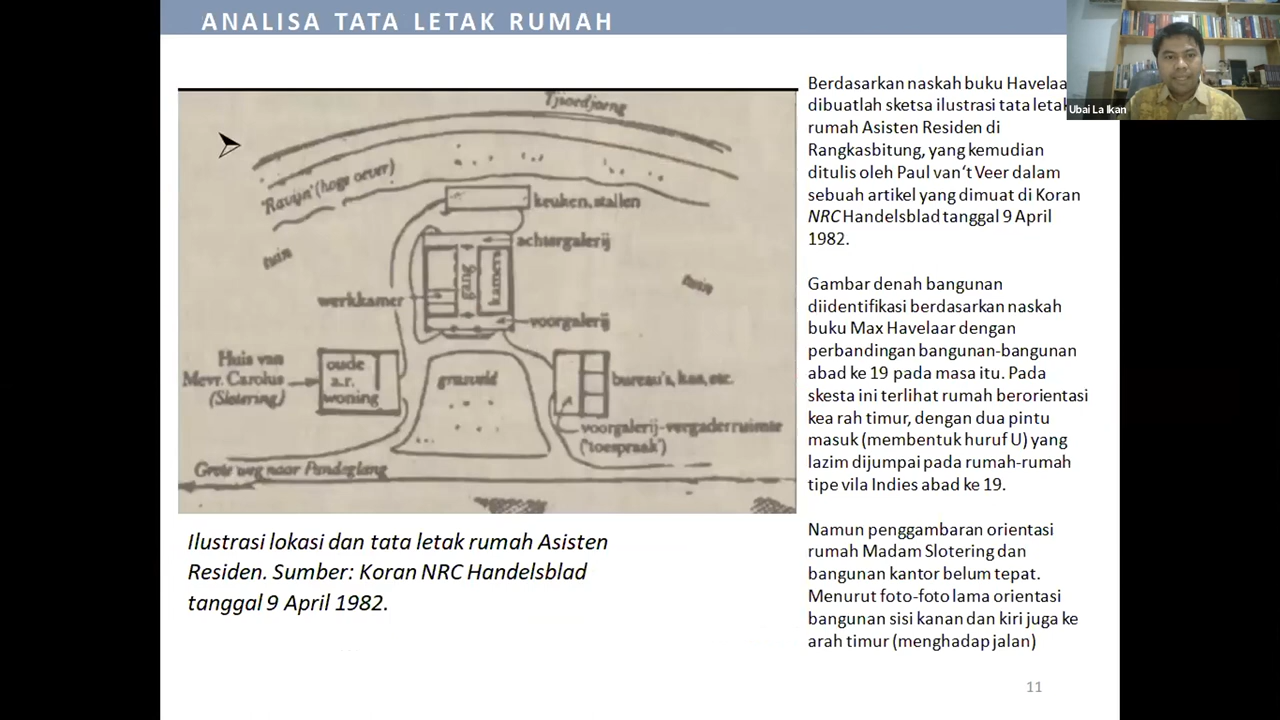 ANALISA TATA LETAK RUMAH
Ubai La Ikan
Tjioedjoeng
'Ravijn' (hoge oever)
keuken, stallen
tuin
achtergalerij
gang
kamers
tuin
werkkamer
voorgalerij
Huis van
Mevr. Carolus
(Slotering)
oude
a.r.
woning
grasveld
bureau's, kas, etc.
voorgalerij-vergaderruimte
('toespraak')
Grote weg naar Pandeglang
Ilustrasi lokasi dan tata letak rumah Asisten
Residen. Sumber: Koran NRC Handelsblad
tanggal 9 April 1982.
Berdasarkan naskah buku Havelaa
dibuatlah sketsa ilustrasi tata letak
rumah Asisten Residen di
Rangkasbitung, yang kemudian
ditulis oleh Paul van't Veer dalam
sebuah artikel yang dimuat di Koran
NRC Handelsblad tanggal 9 April
1982.
Gambar denah bangunan
diidentifikasi berdasarkan naskah
buku Max Havelaar dengan
perbandingan bangunan-bangunan
abad ke 19 pada masa itu. Pada
skesta ini terlihat rumah berorientasi
kea rah timur, dengan dua pintu
masuk (membentuk huruf U) yang
lazim dijumpai pada rumah-rumah
tipe vila Indies abad ke 19.
Namun penggambaran orientasi
rumah Madam Slotering dan
bangunan kantor belum tepat.
Menurut foto-foto lama orientasi
bangunan sisi kanan dan kiri juga ke
arah timur (menghadap jalan)
11